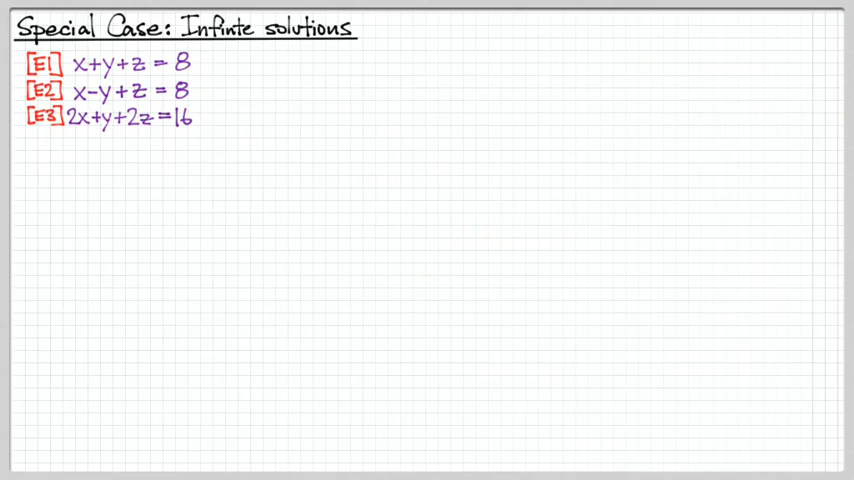 Special Case: Infinte solutions
[E1] x+y+z = 8
[E2] x-y+z = 8
[E3] 2x+y+2z=16